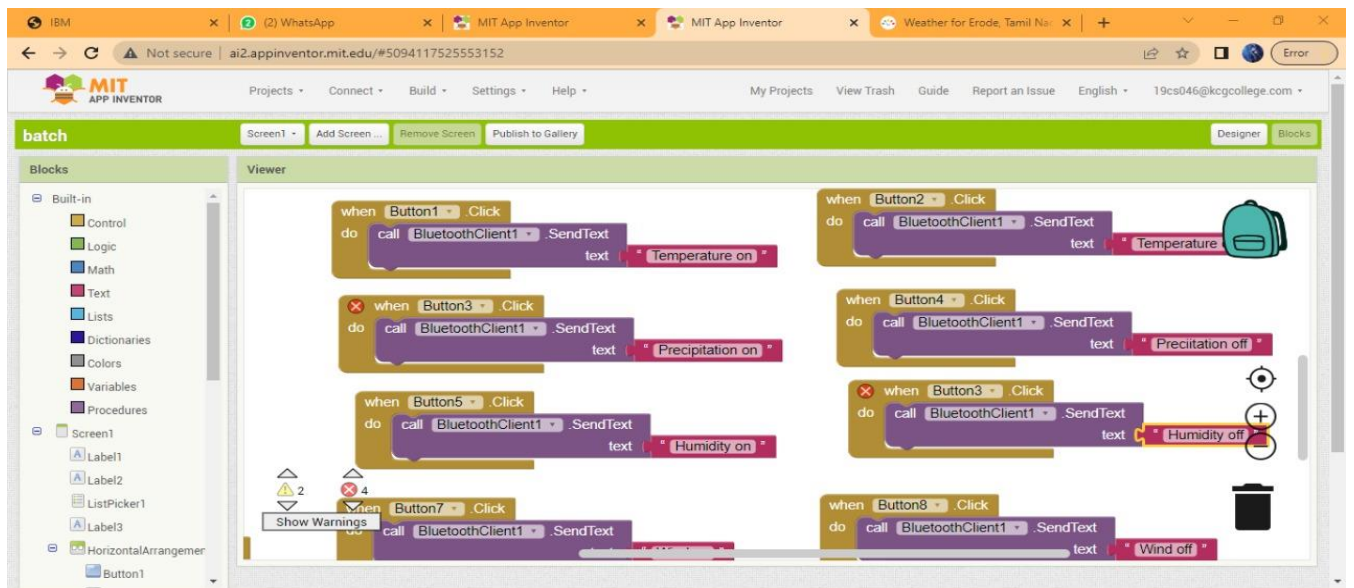 IBM
(2) WhatsApp
MIT App Inventor
MIT App Inventor
Weather for Erode, Tamil Na
Not secure
ai2.appinventor.mit.edu/#5094117525553152
Error
MIT
APP INVENTOR
Projects
Connect
Build
Settings
Help
My Projects
View Trash
Guide
Report an Issue
English
19cs046@kcgcollege.com
batch
Screen1
Add Screen ...
Remove Screen
Publish to Gallery
Designer
Blocks
Blocks
Viewer
Built-in
Control
Logic
Math
Text
Lists
Dictionaries
Colors
Variables
Procedures
Screen1
Label1
Label2
ListPicker1
Label3
HorizontalArrangemer
Button1
when Button1 .Click
do call BluetoothClient1 .SendText
text " Temperature on "
when Button2 .Click
do call BluetoothClient1 .SendText
text " Temperature
when Button3 .Click
do call BluetoothClient1 .SendText
text " Precipitation on "
when Button4 .Click
do call BluetoothClient1 .SendText
text " Preciitation off "
when Button5 .Click
do call BluetoothClient1 .SendText
text " Humidity on "
when Button3 .Click
do call BluetoothClient1 .SendText
text " Humidity off "
2
4
Show Warnings
when Button7 .Click
do call BluetoothClient1 .SendText
when Button8 .Click
do call BluetoothClient1 .SendText
text " Wind off "